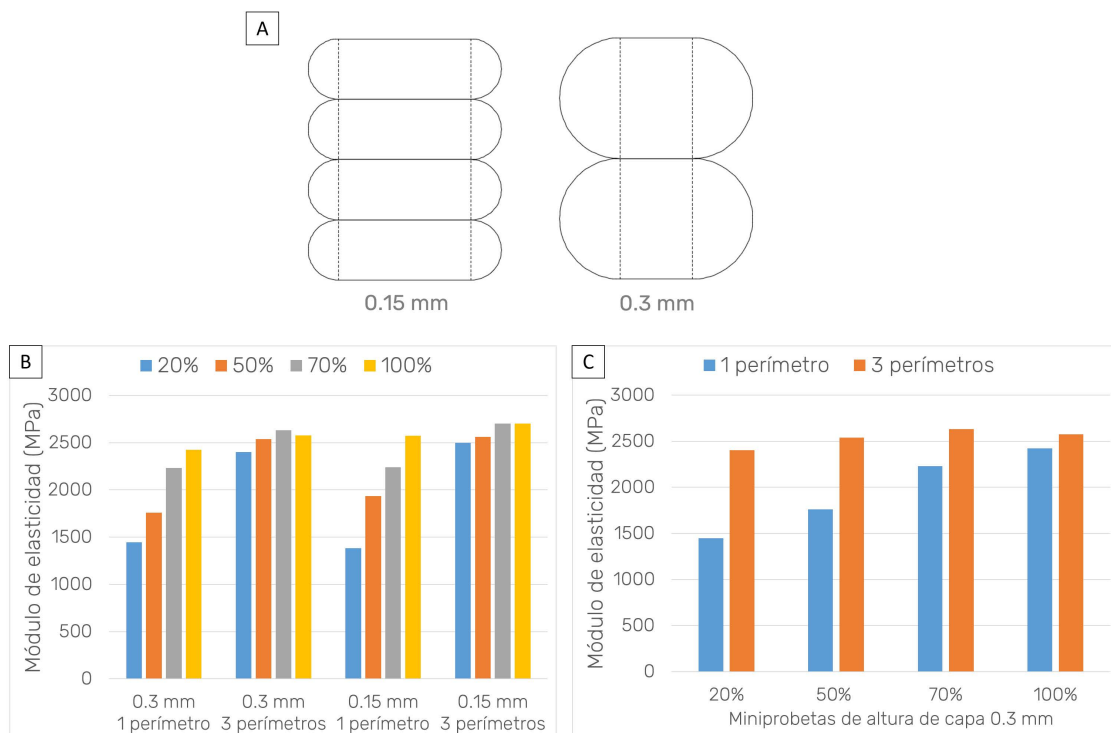 A
0.15 mm
0.3 mm
B
20%
50%
70%
100%
Módulo de elasticidad (MPa)
3000
2500
2000
1500
1000
500
0
0.3 mm
1 perímetro
0.3 mm
3 perímetros
0.15 mm
1 perímetro
0.15 mm
3 perímetros
C
1 perímetro
3 perímetros
Módulo de elasticidad (MPa)
3000
2500
2000
1500
1000
500
0
20%
50%
70%
100%
Miniprobetas de altura de capa 0.3 mm